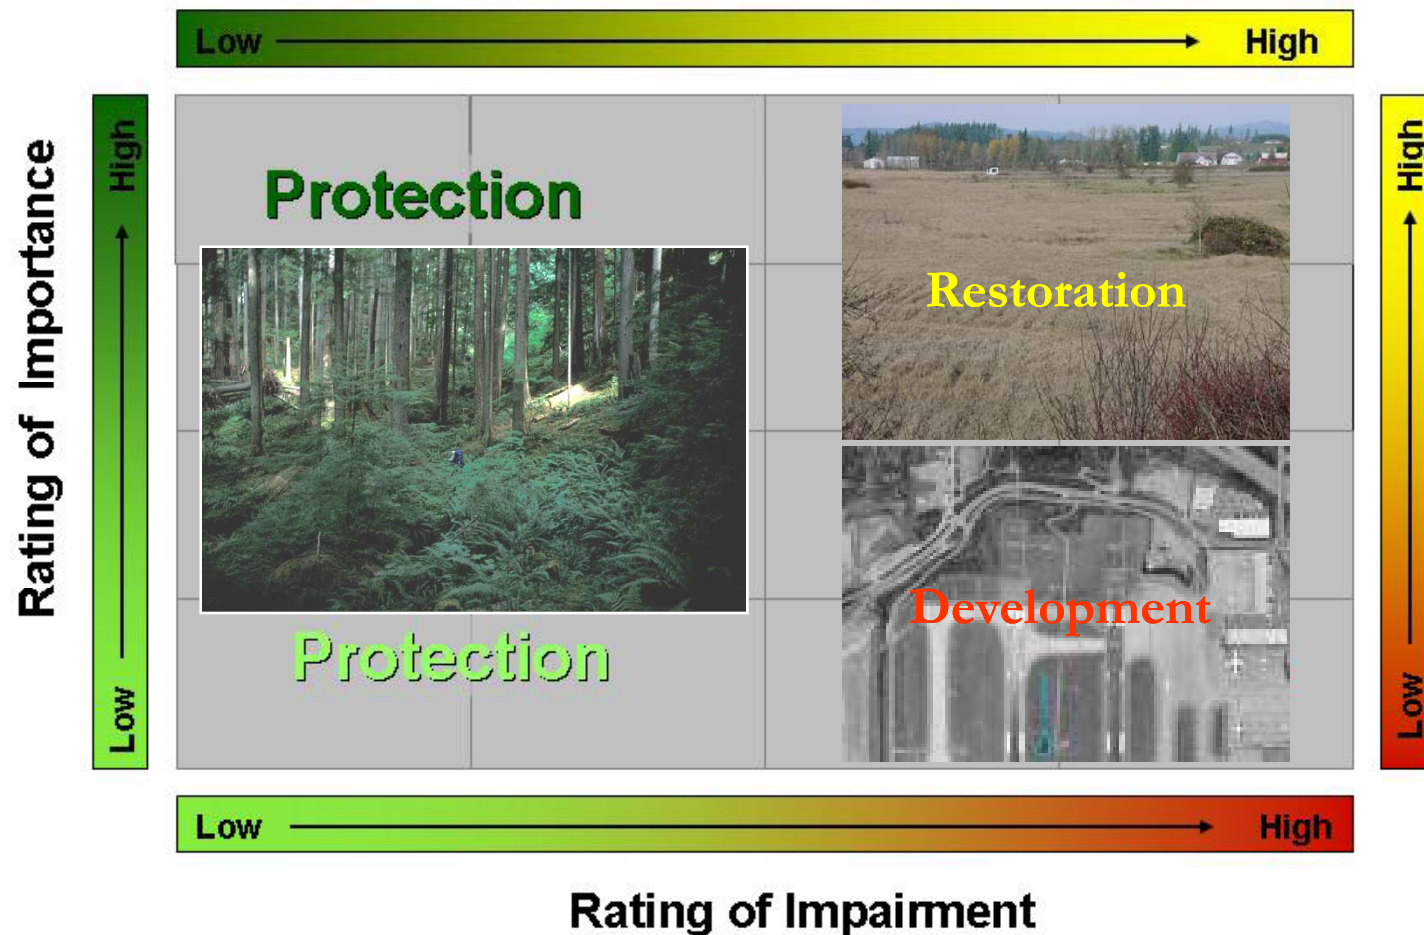 Low High
High
Rating of Importance
High
Protection
Restoration
Development
Protection
Low
Low
Low High
Rating of Impairment